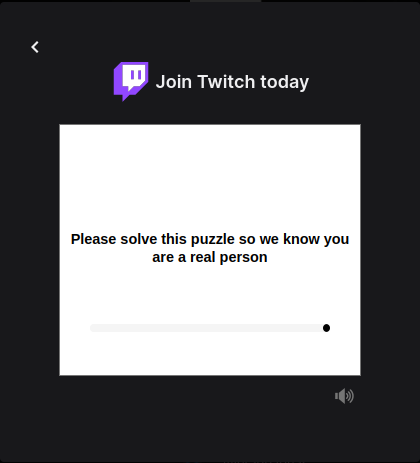 Join Twitch today
Please solve this puzzle so we know you
are a real person